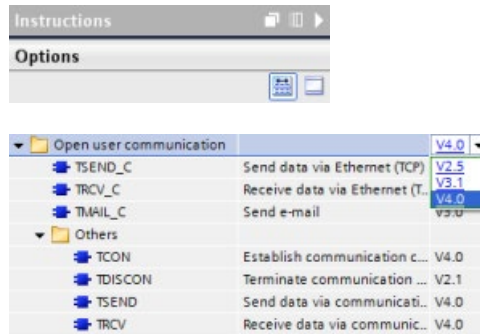 Instructions
Options
Open user communication V4.0
V2.5
V3.1
V4.0
TSEND_C Send data via Ethernet (TCP)
TRCV_C Receive data via Ethernet (T...
TMAIL_C Send e-mail V3.0
Others
TCON Establish communication c... V4.0
TDISCON Terminate communication ... V2.1
TSEND Send data via communicati... V4.0
TRCV Receive data via communic... V4.0